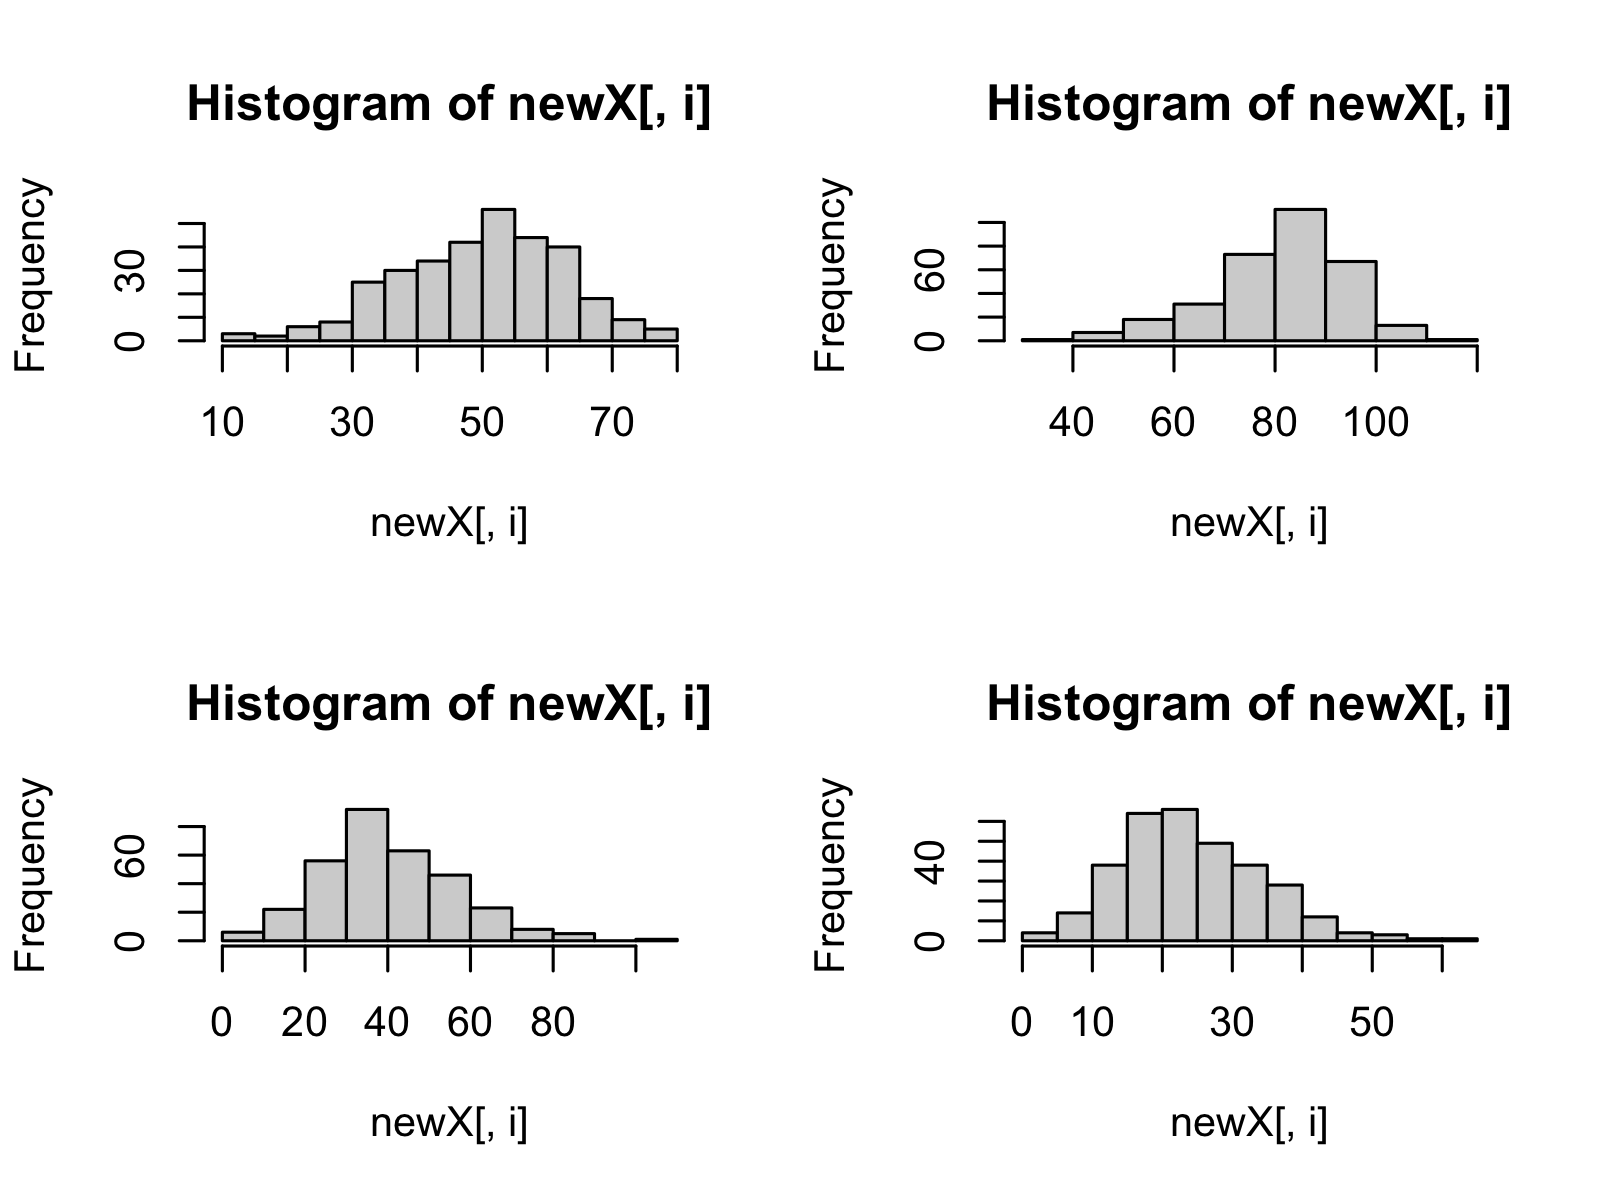 Histogram of newX[, i]
Frequency
0 30
10 30 50 70
newX[, i]
Histogram of newX[, i]
Frequency
0 60
40 60 80 100
newX[, i]
Histogram of newX[, i]
Frequency
0 60
0 20 40 60 80
newX[, i]
Histogram of newX[, i]
Frequency
0 40
0 10 30 50
newX[, i]